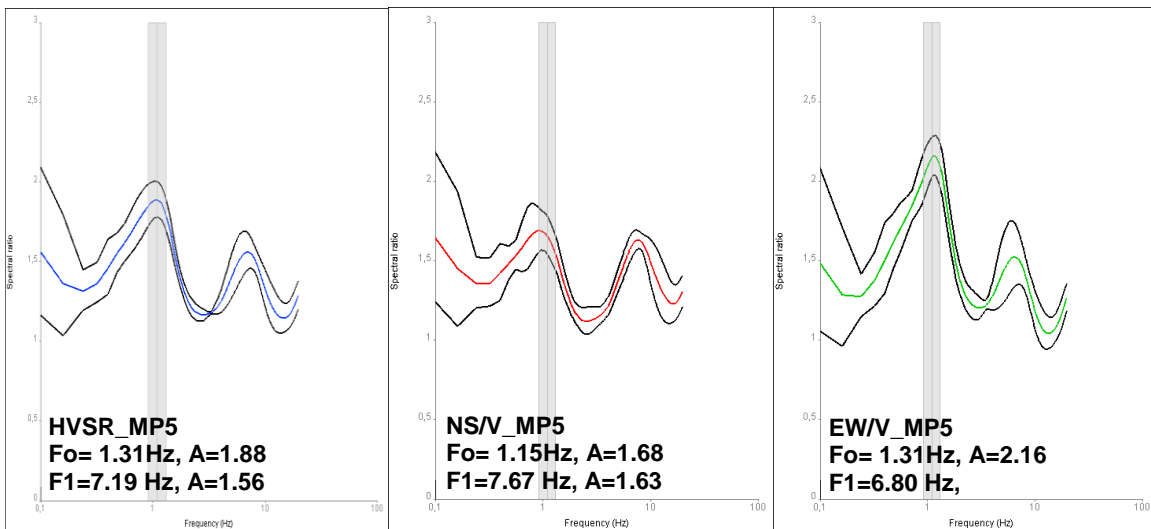 3
2,5
2
1,5
1
0,5
0
Spectral ratio
HVSR_MP5
Fo= 1.31Hz, A=1.88
F1=7.19 Hz, A=1.56
0,1
1
10
100
Frequency (Hz)
3
2,5
2
1,5
1
0,5
0
Spectral ratio
NS/V_MP5
Fo= 1.15Hz, A=1.68
F1=7.67 Hz, A=1.63
0,1
1
10
100
Frequency (Hz)
3
2,5
2
1,5
1
0,5
0
Spectral ratio
EW/V_MP5
Fo= 1.31Hz, A=2.16
F1=6.80 Hz,
0,1
1
10
100
Frequency (Hz)